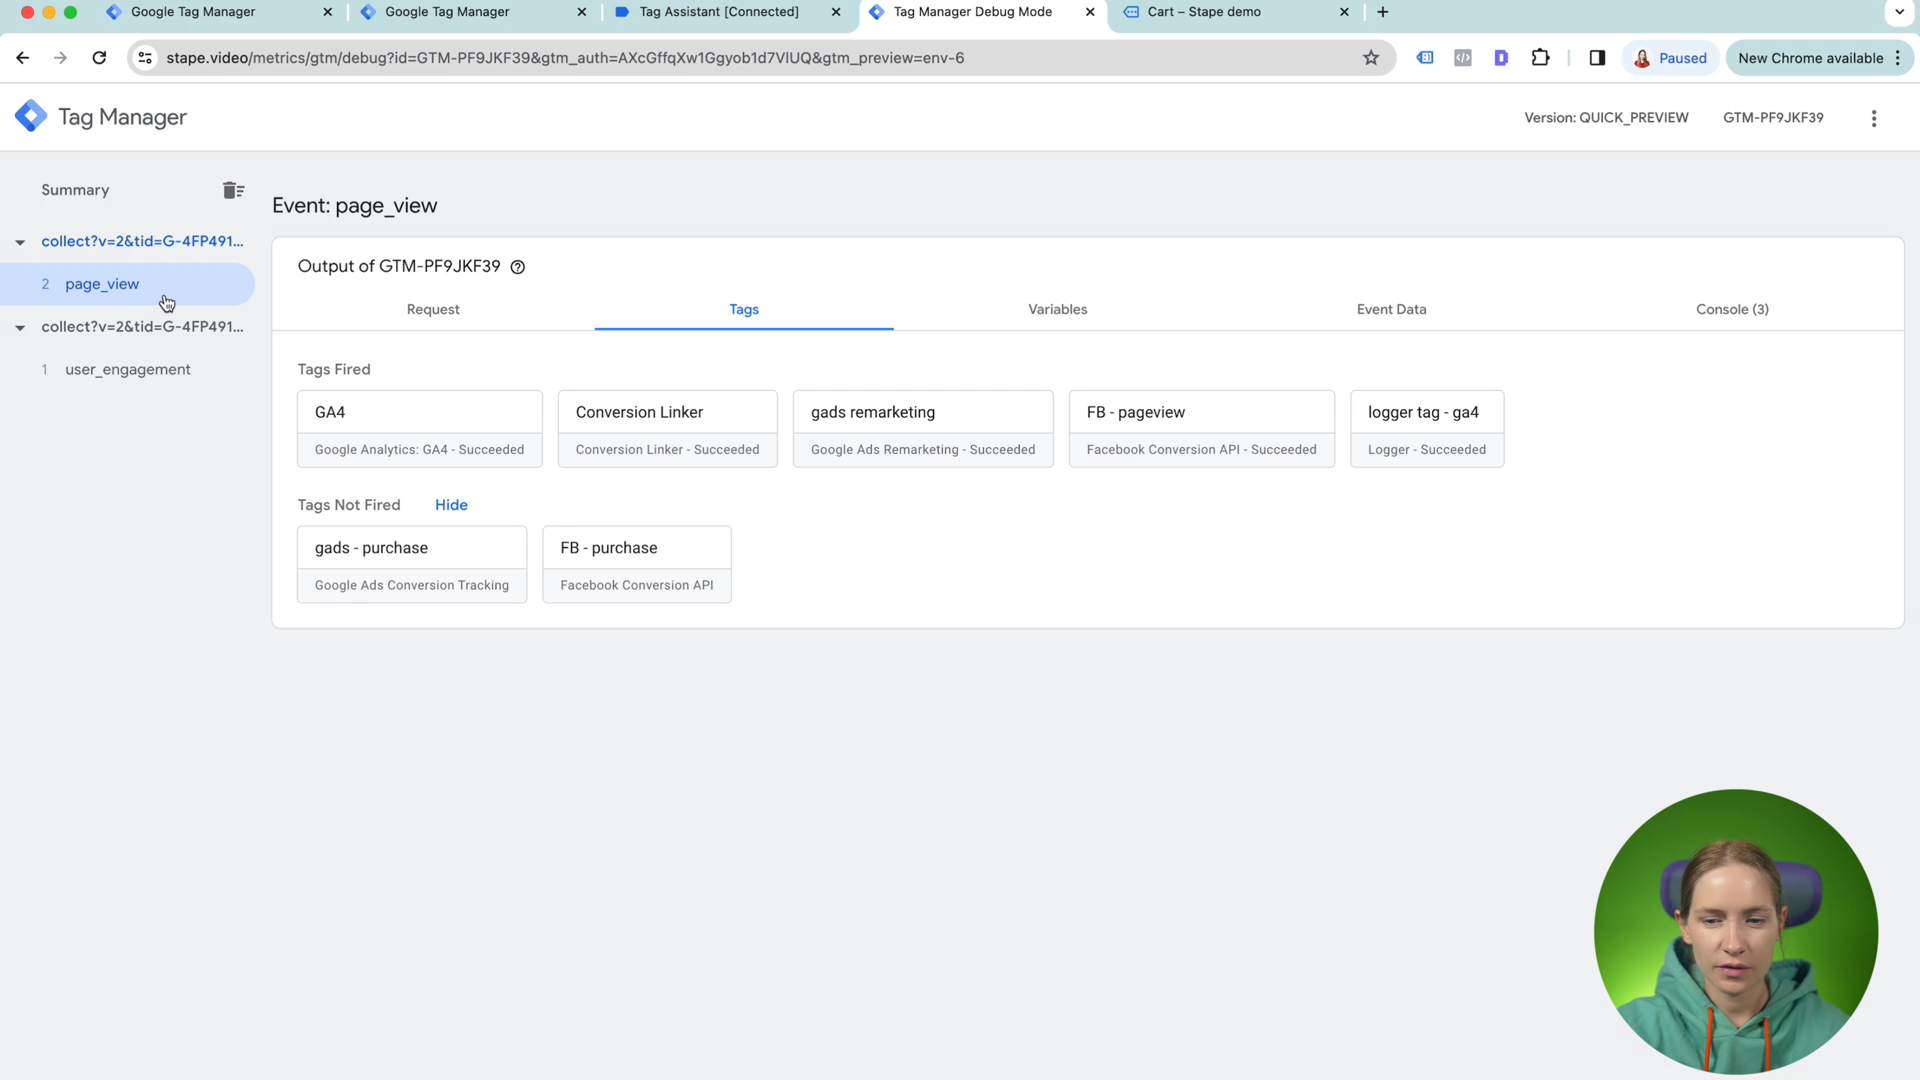 Google Tag Manager
Google Tag Manager
Tag Assistant [Connected]
Tag Manager Debug Mode
Cart – Stape demo
stape.video/metrics/gtm/debug?id=GTM-PF9JKF39&gtm_auth=AXcGffqXw1Ggyob1d7VlUQ&gtm_preview=env-6
Paused
New Chrome available
Tag Manager
Version: QUICK_PREVIEW
GTM-PF9JKF39
Summary
collect?v=2&tid=G-4FP491...
2 page_view
collect?v=2&tid=G-4FP491...
1 user_engagement
Event: page_view
Output of GTM-PF9JKF39
Request
Tags
Variables
Event Data
Console (3)
Tags Fired
GA4
Google Analytics: GA4 - Succeeded
Conversion Linker
Conversion Linker - Succeeded
gads remarketing
Google Ads Remarketing - Succeeded
FB - pageview
Facebook Conversion API - Succeeded
logger tag - ga4
Logger - Succeeded
Tags Not Fired
Hide
gads - purchase
Google Ads Conversion Tracking
FB - purchase
Facebook Conversion API